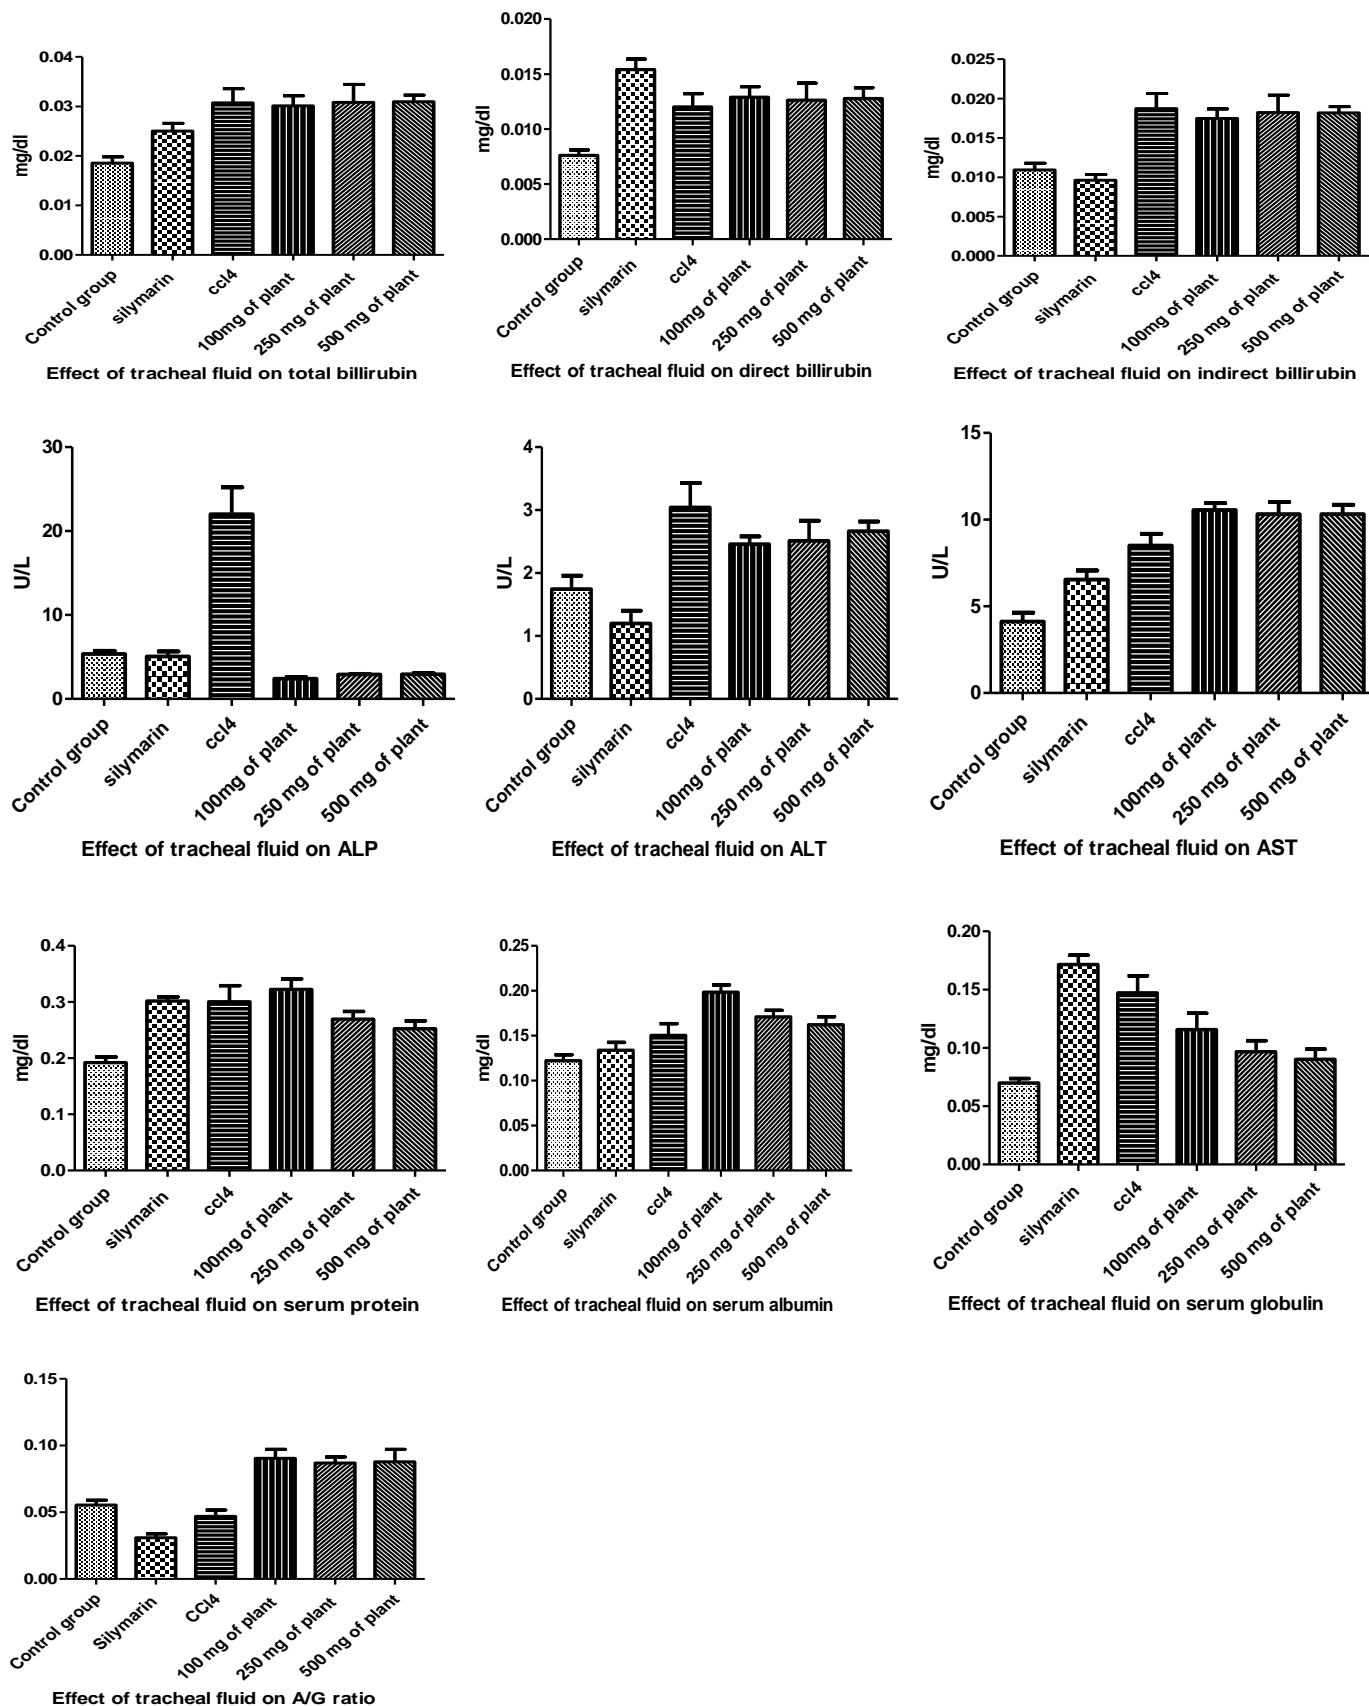 0.04
0.03
0.02
0.01
0.00
mg/dl
Control group
silymarin
ccl4
100mg of plant
250 mg of plant
500 mg of plant
Effect of tracheal fluid on total billirubin
0.020
0.015
0.010
0.005
0.000
mg/dl
Control group
silymarin
ccl4
100mg of plant
250 mg of plant
500 mg of plant
Effect of tracheal fluid on direct billirubin
0.025
0.020
0.015
0.010
0.005
0.000
mg/dl
Control group
silymarin
ccl4
100mg of plant
250 mg of plant
500 mg of plant
Effect of tracheal fluid on indirect billirubin
30
20
10
0
U/L
Control group
silymarin
ccl4
100mg of plant
250 mg of plant
500 mg of plant
Effect of tracheal fluid on ALP
4
3
2
1
0
U/L
Control group
silymarin
ccl4
100mg of plant
250 mg of plant
500 mg of plant
Effect of tracheal fluid on ALT
15
10
5
0
U/L
Control group
silymarin
ccl4
100mg of plant
250 mg of plant
500 mg of plant
Effect of tracheal fluid on AST
0.4
0.3
0.2
0.1
0.0
mg/dl
Control group
silymarin
ccl4
100mg of plant
250 mg of plant
500 mg of plant
Effect of tracheal fluid on serum protein
0.25
0.20
0.15
0.10
0.05
0.00
mg/dl
Control group
silymarin
ccl4
100mg of plant
250 mg of plant
500 mg of plant
Effect of tracheal fluid on serum albumin
0.20
0.15
0.10
0.05
0.00
mg/dl
Control group
silymarin
ccl4
100mg of plant
250 mg of plant
500 mg of plant
Effect of tracheal fluid on serum globulin
0.15
0.10
0.05
0.00
Control group
Silymarin
CCl4
100 mg of plant
250 mg of plant
500 mg of plant
Effect of tracheal fluid on A/G ratio